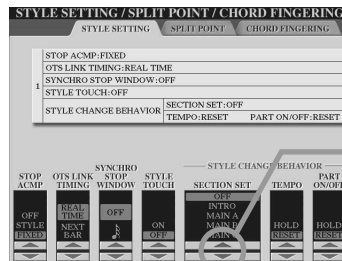 STYLE SETTING / SPLIT POINT / CHORD FINGERING
STYLE SETTING SPLIT POINT CHORD FINGERING
STOP ACMP:FIXED
OTS LINK TIMING:REAL TIME
1 SYNCHRO STOP WINDOW:OFF
STYLE TOUCH:OFF
STYLE CHANGE BEHAVIOR SECTION SET:OFF
TEMPO:RESET PART ON/OFF:RESET
STYLE CHANGE BEHAVIOR
STOP ACMP OTS LINK TIMING SYNCHRO STOP WINDOW STYLE TOUCH SECTION SET TEMPO PART ON/OFF
OFF STYLE FIXED
REAL TIME NEXT BAR
OFF
ON OFF
OFF INTRO MAIN A MAIN B
HOLD RESET
HOLD RESET